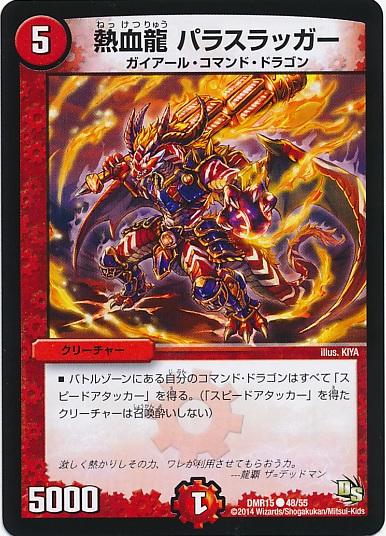 5
ねっけつりゅう
熱血龍 パラスラッガー
ガイアール・コマンド・ドラゴン
illus. KIYA
クリーチャー
■ バトルゾーンにある自分のコマンド・ドラゴンはすべて「ス
ピードアタッカー」を得る。(「スピードアタッカー」を得た
クリーチャーは召喚酔いしない)
激しく熱かりしその力、ワレが利用させてもらおう力。
---龍覇 ザ=デッドマン
5000
1
DS
DMR15 ● 48/55
©2014 Wizards/Shogakukan/Mitsui-Kids